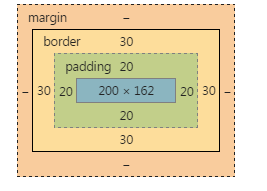 margin –
border 30
padding 20
– 30 20 200 × 162 20 30 –
20
30
–